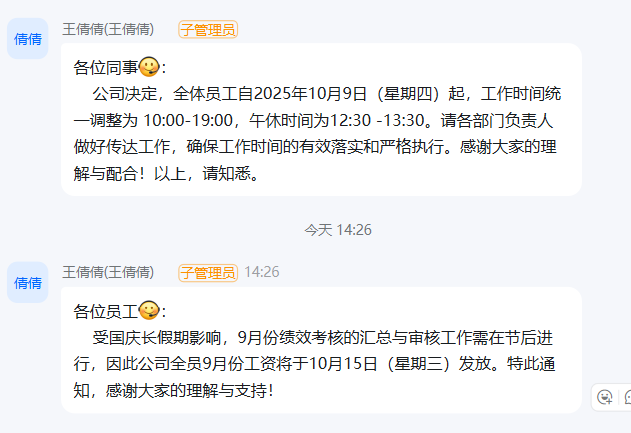 倩倩
王倩倩(王倩倩) 子管理员
各位同事：
公司决定，全体员工自2025年10月9日（星期四）起，工作时间统
一调整为 10:00-19:00，午休时间为12:30 -13:30。请各部门负责人
做好传达工作，确保工作时间的有效落实和严格执行。感谢大家的理
解与配合！以上，请知悉。
今天 14:26
倩倩
王倩倩(王倩倩) 子管理员 14:26
各位员工：
受国庆长假期影响，9月份绩效考核的汇总与审核工作需在节后进
行，因此公司全员9月份工资将于10月15日（星期三）发放。特此通
知，感谢大家的理解与支持！